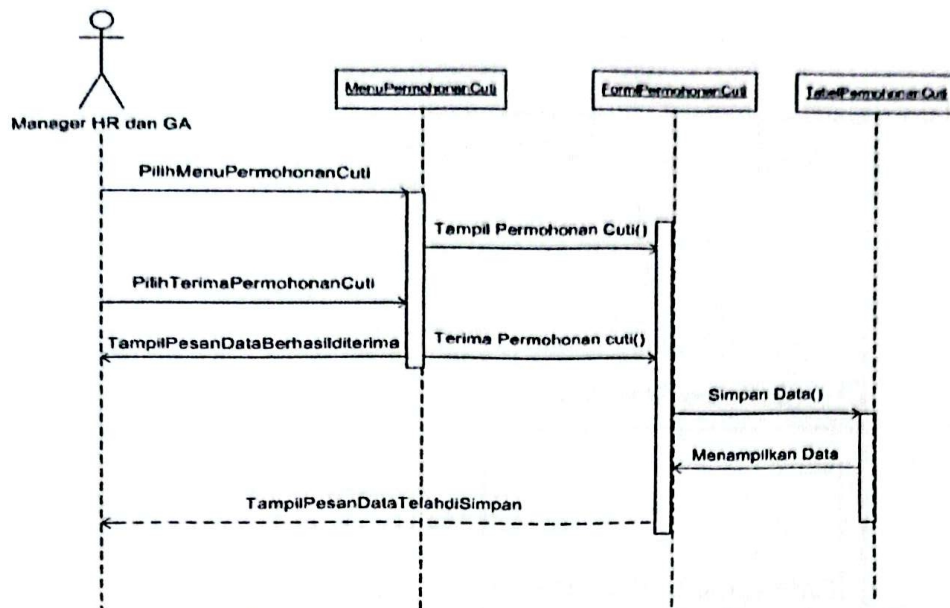 MenuPermohonanCuti
FormPermohonanCuti
TabelPermohonanCuti
Manager HR dan GA
PilihMenuPermohonanCuti
Tampil Permohonan Cuti()
PilihTerimaPermohonanCuti
TampilPesanDataBerhasilditerima
Terima Permohonan cuti()
Simpan Data()
Menampilkan Data
TampilPesanDataTelahdiSimpan